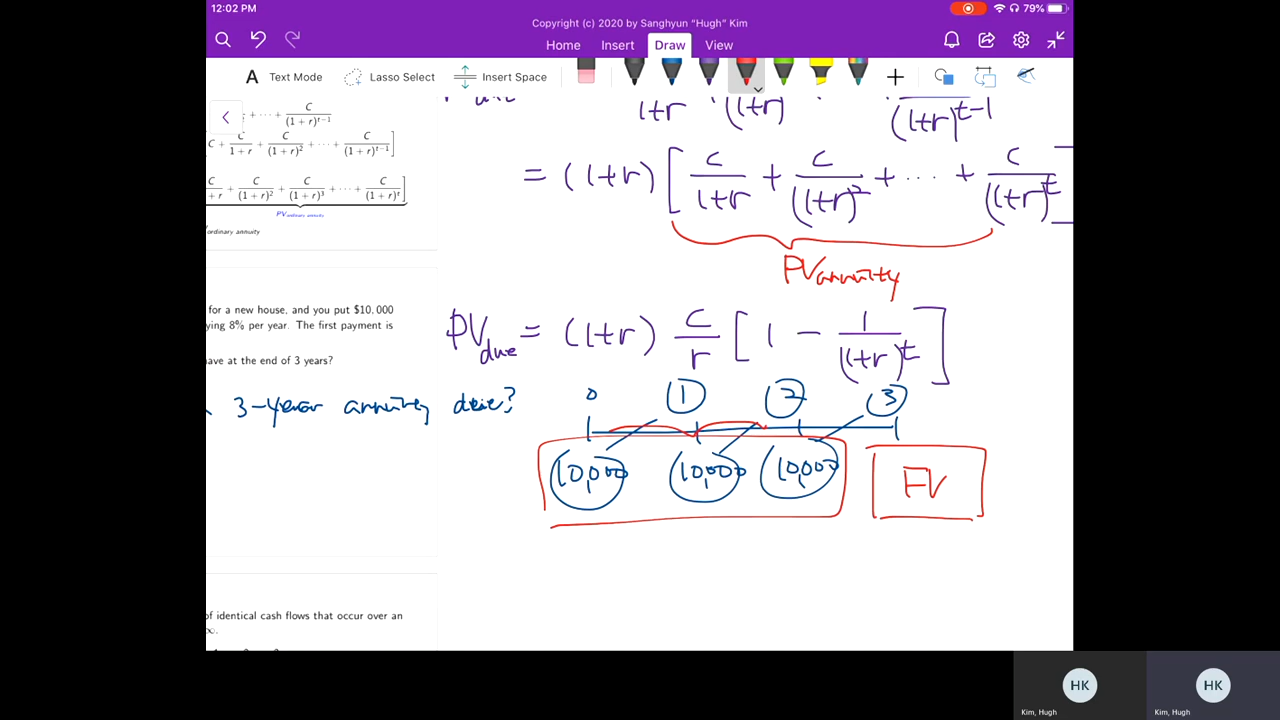 12:02 PM
79%
Copyright (c) 2020 by Sanghyun "Hugh" Kim
Home Insert Draw View
A Text Mode Lasso Select Insert Space
+ ··· + C/(1 + r)^{t−1}
C + C/1 + r + C/(1 + r)^2 + ··· + C/(1 + r)^{t−1}]
C/+ r + C/(1 + r)^2 + C/(1 + r)^3 + ··· + C/(1 + r)^t]
PV ordinary annuity
ordinary annuity
for a new house, and you put $10,000
ying 8% per year. The first payment is
have at the end of 3 years?
3-year annuity due?
of identical cash flows that occur over an
∞.
due 1+r (1+r) (1+r)^{t-1}
= (1+r) [ C/1+r + C/(1+r)^2 + ··· + C/(1+r)^t ]
PV annuity
PV due = (1+r) C/r [ 1 - 1/(1+r)^t ]
0 1 2 3
10,000 10,000 10,000 FV
HK HK
Kim, Hugh Kim, Hugh